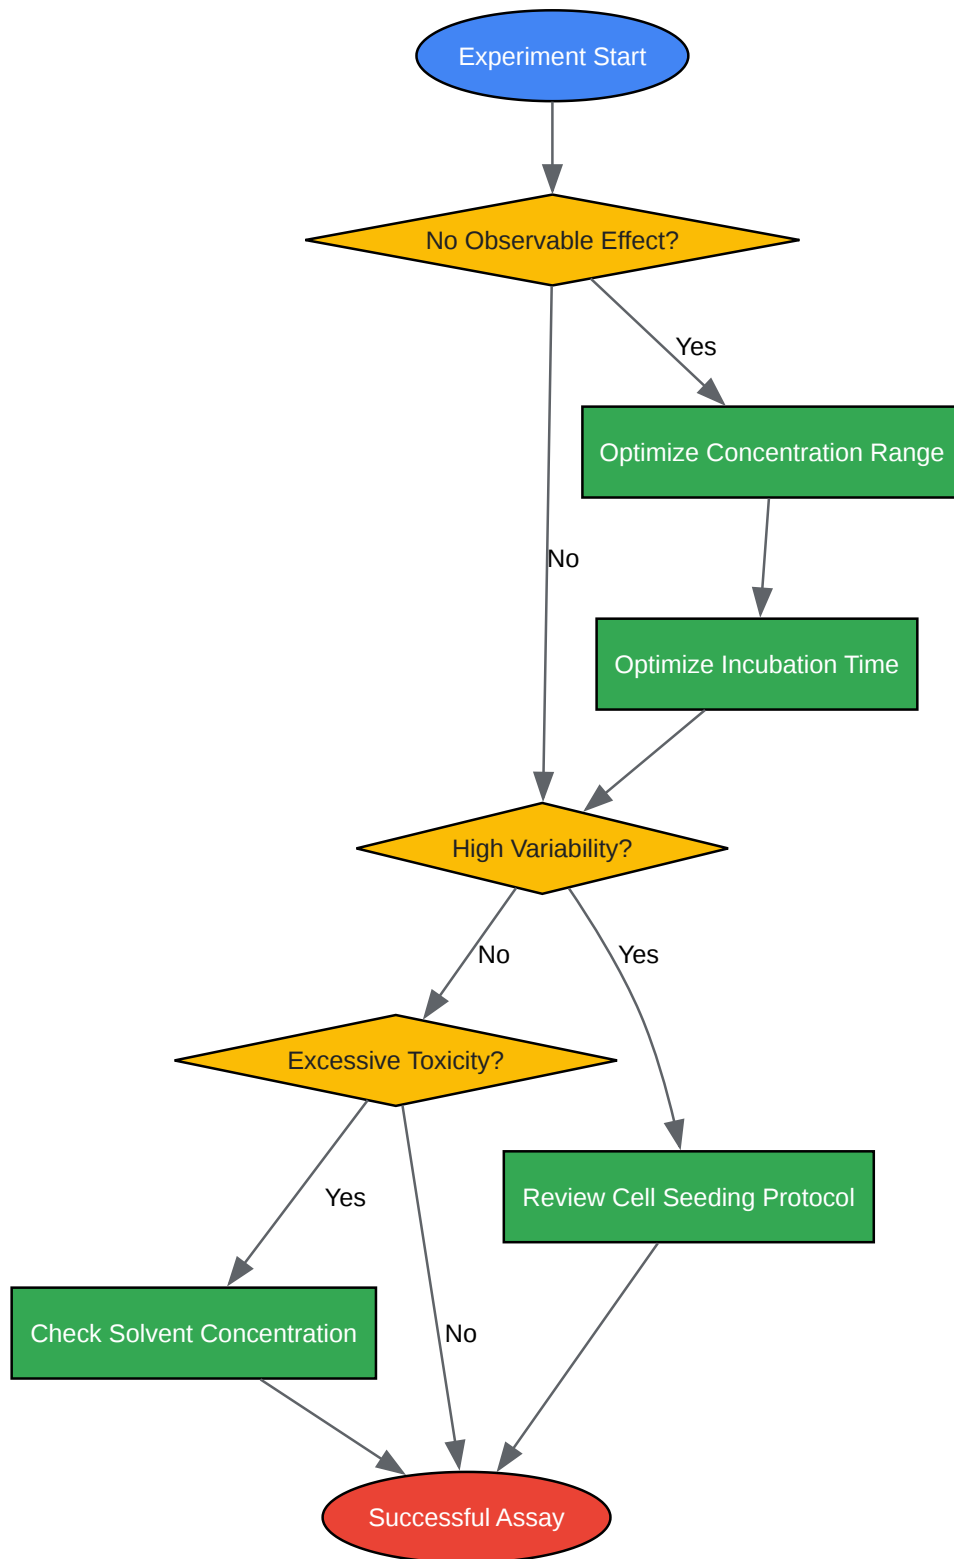 Experiment Start
No Observable Effect?
Yes
Optimize Concentration Range
No
Optimize Incubation Time
High Variability?
No
Yes
Excessive Toxicity?
Yes
Review Cell Seeding Protocol
Check Solvent Concentration
No
Successful Assay